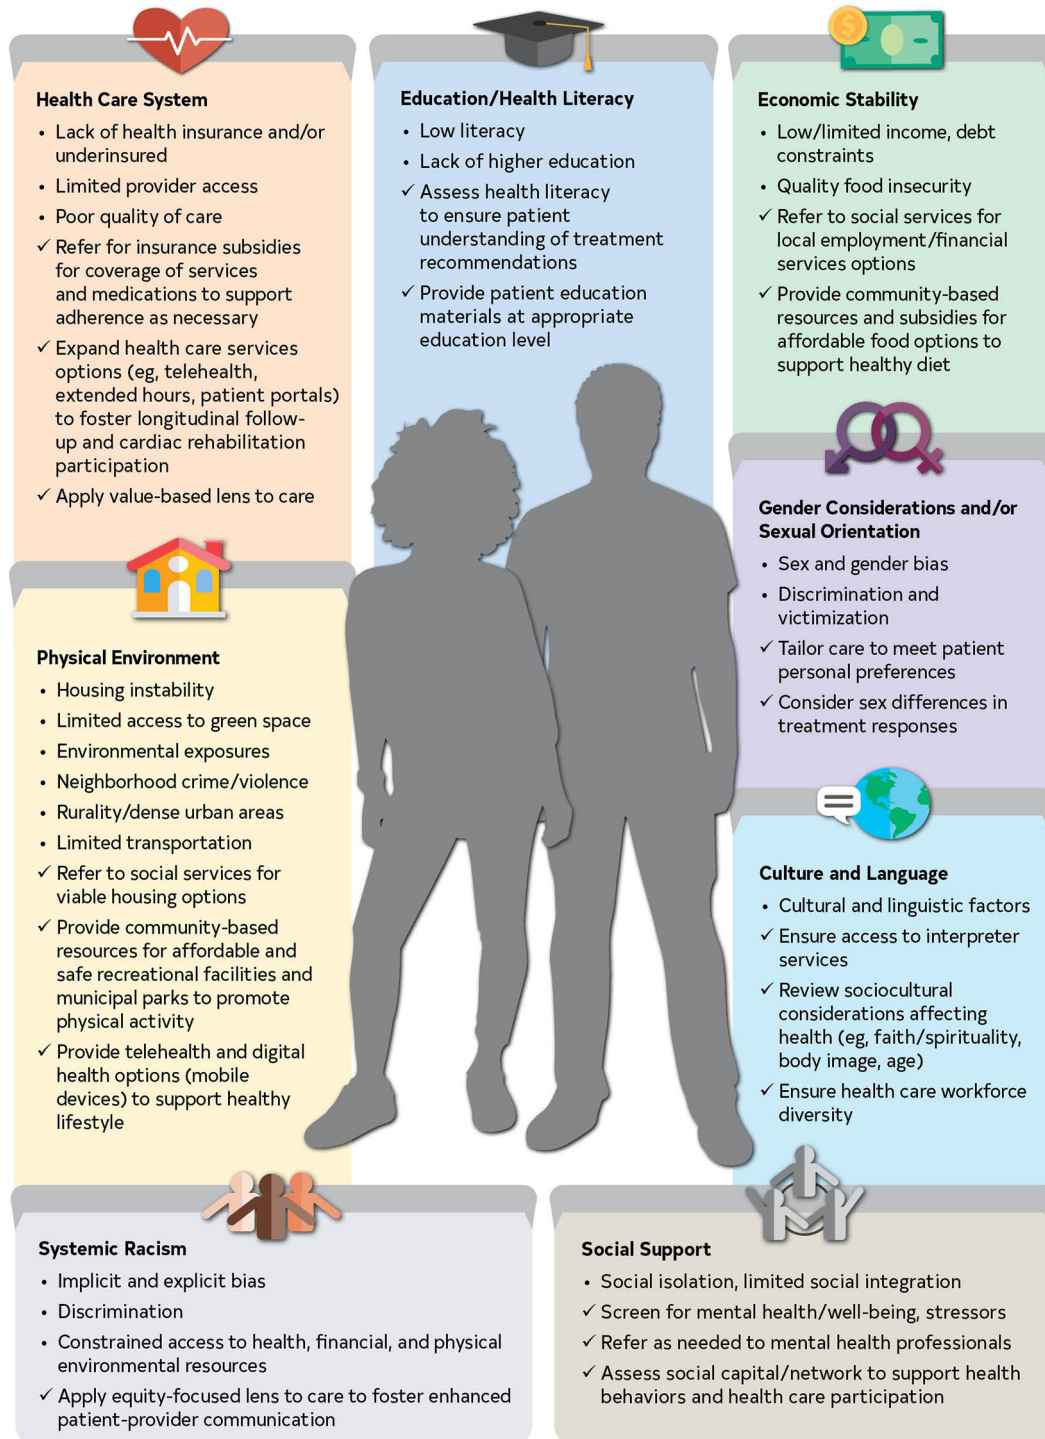 Health Care System
• Lack of health insurance and/or
underinsured
• Limited provider access
• Poor quality of care
✓ Refer for insurance subsidies
for coverage of services
and medications to support
adherence as necessary
✓ Expand health care services
options (eg, telehealth,
extended hours, patient portals)
to foster longitudinal follow-
up and cardiac rehabilitation
participation
✓ Apply value-based lens to care
Education/Health Literacy
• Low literacy
• Lack of higher education
✓ Assess health literacy
to ensure patient
understanding of treatment
recommendations
✓ Provide patient education
materials at appropriate
education level
$
Economic Stability
• Low/limited income, debt
constraints
• Quality food insecurity
✓ Refer to social services for
local employment/financial
services options
✓ Provide community-based
resources and subsidies for
affordable food options to
support healthy diet
Gender Considerations and/or
Sexual Orientation
• Sex and gender bias
• Discrimination and
victimization
✓ Tailor care to meet patient
personal preferences
✓ Consider sex differences in
treatment responses
Physical Environment
• Housing instability
• Limited access to green space
• Environmental exposures
• Neighborhood crime/violence
• Rurality/dense urban areas
• Limited transportation
✓ Refer to social services for
viable housing options
✓ Provide community-based
resources for affordable and
safe recreational facilities and
municipal parks to promote
physical activity
✓ Provide telehealth and digital
health options (mobile
devices) to support healthy
lifestyle
Culture and Language
• Cultural and linguistic factors
✓ Ensure access to interpreter
services
✓ Review sociocultural
considerations affecting
health (eg, faith/spirituality,
body image, age)
✓ Ensure health care workforce
diversity
Systemic Racism
• Implicit and explicit bias
• Discrimination
• Constrained access to health, financial, and physical
environmental resources
✓ Apply equity-focused lens to care to foster enhanced
patient-provider communication
Social Support
• Social isolation, limited social integration
✓ Screen for mental health/well-being, stressors
✓ Refer as needed to mental health professionals
✓ Assess social capital/network to support health
behaviors and health care participation